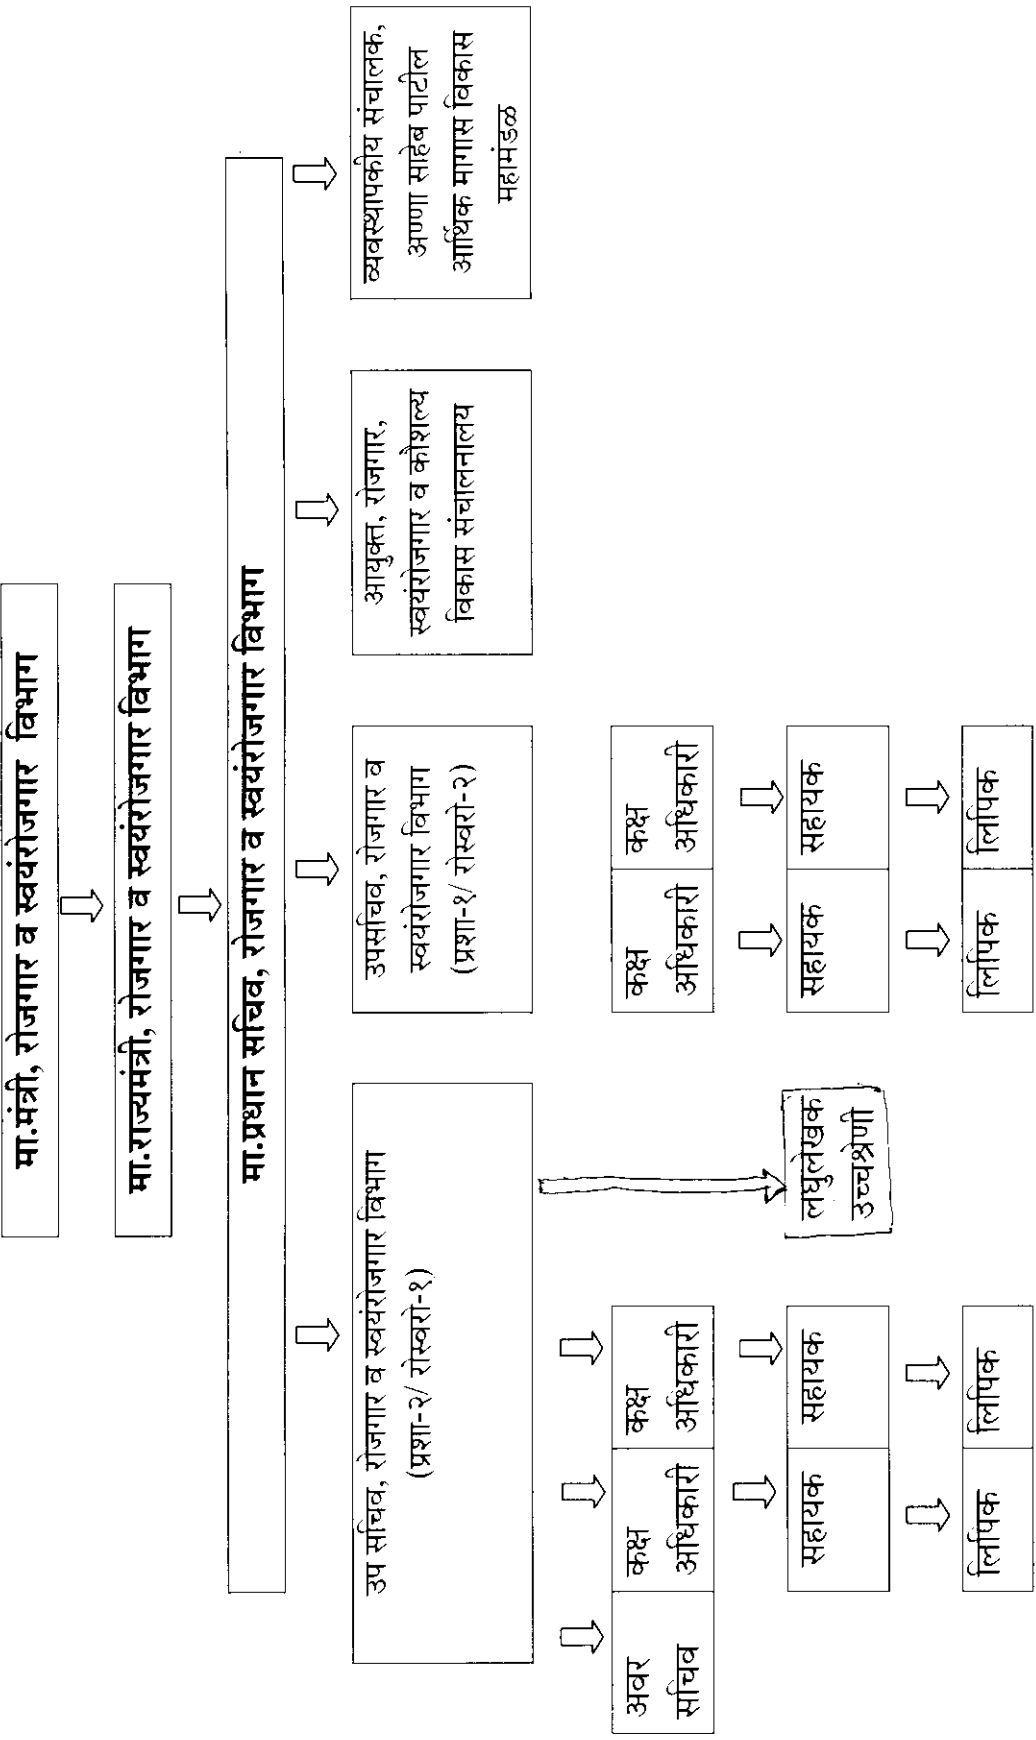 मा.मंत्री, रोजगार व स्वयंरोजगार विभाग
मा.राज्यमंत्री, रोजगार व स्वयंरोजगार विभाग
मा.प्रधान सचिव, रोजगार व स्वयंरोजगार विभाग
उप सचिव, रोजगार व स्वयंरोजगार विभाग
(प्रशा-२/ रोस्वरो-१)
उपसचिव, रोजगार व
स्वयंरोजगार विभाग
(प्रशा-१/ रोस्वरो-२)
आयुक्त, रोजगार,
स्वयंरोजगार व कौशल्य
विकास संचालनालय
व्यवस्थापकीय संचालक,
अण्णा साहेब पाटील
आर्थिक मागास विकास
महामंडळ
अवर
सचिव
कक्ष
अधिकारी
कक्ष
अधिकारी
कक्ष
अधिकारी
कक्ष
अधिकारी
सहायक
सहायक
लघुलेखक
उच्चश्रेणी
सहायक
सहायक
लिपिक
लिपिक
लिपिक
लिपिक